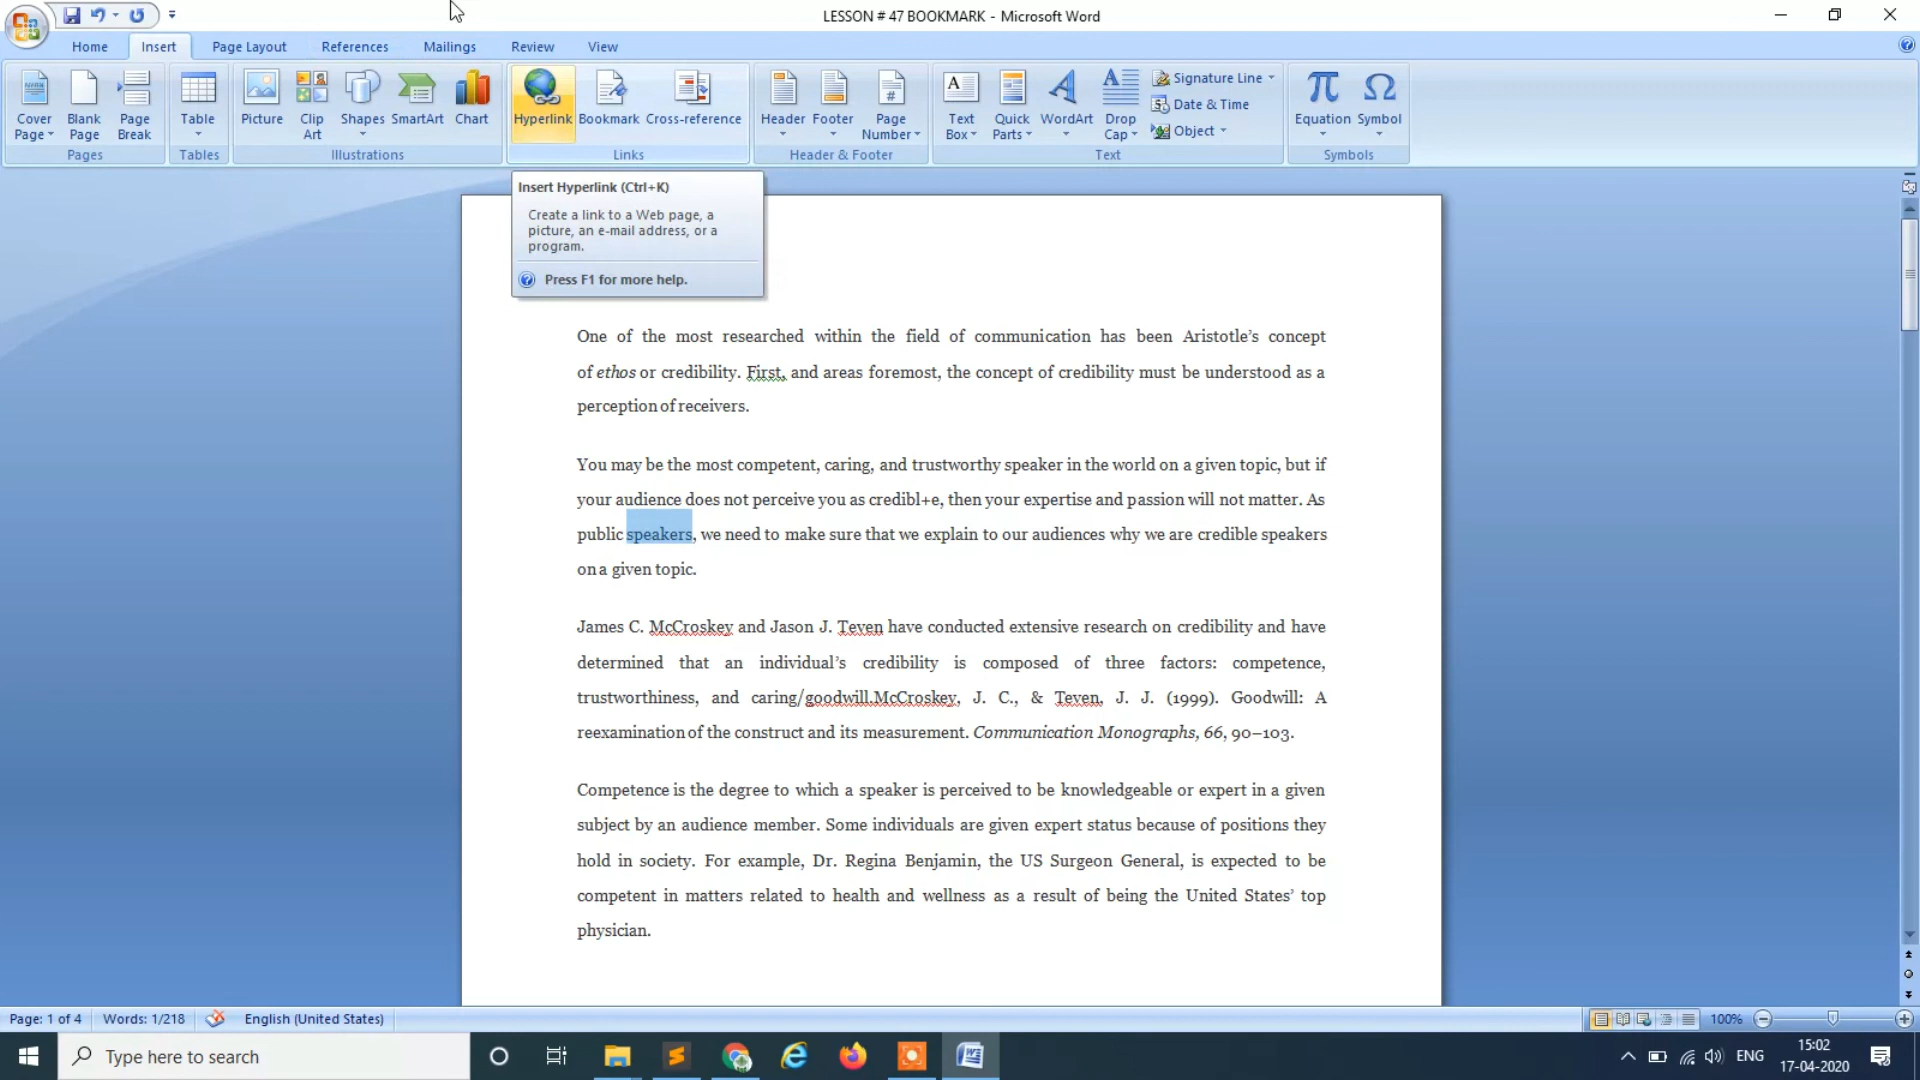 LESSON # 47 BOOKMARK - Microsoft Word
Home Insert Page Layout References Mailings Review View
Cover Page
Blank Page
Page Break
Pages
Table
Tables
Picture
Clip Art
Shapes
SmartArt
Chart
Illustrations
Hyperlink
Bookmark
Cross-reference
Links
Header
Footer
Page Number
Header & Footer
Text Box
Quick Parts
WordArt
Drop Cap
Signature Line
Date & Time
Object
Text
Equation
Symbol
Symbols
Insert Hyperlink (Ctrl+K)
Create a link to a Web page, a
picture, an e-mail address, or a
program.
Press F1 for more help.
One of the most researched within the field of communication has been Aristotle’s concept
of ethos or credibility. First, and areas foremost, the concept of credibility must be understood as a
perception of receivers.
You may be the most competent, caring, and trustworthy speaker in the world on a given topic, but if
your audience does not perceive you as credibl+e, then your expertise and passion will not matter. As
public speakers, we need to make sure that we explain to our audiences why we are credible speakers
on a given topic.
James C. McCroskey and Jason J. Teven have conducted extensive research on credibility and have
determined that an individual’s credibility is composed of three factors: competence,
trustworthiness, and caring/goodwill.McCroskey, J. C., & Teven, J. J. (1999). Goodwill: A
reexamination of the construct and its measurement. Communication Monographs, 66, 90–103.
Competence is the degree to which a speaker is perceived to be knowledgeable or expert in a given
subject by an audience member. Some individuals are given expert status because of positions they
hold in society. For example, Dr. Regina Benjamin, the US Surgeon General, is expected to be
competent in matters related to health and wellness as a result of being the United States’ top
physician.
Page: 1 of 4 Words: 1/218 English (United States) 100%
Type here to search
ENG
15:02
17-04-2020